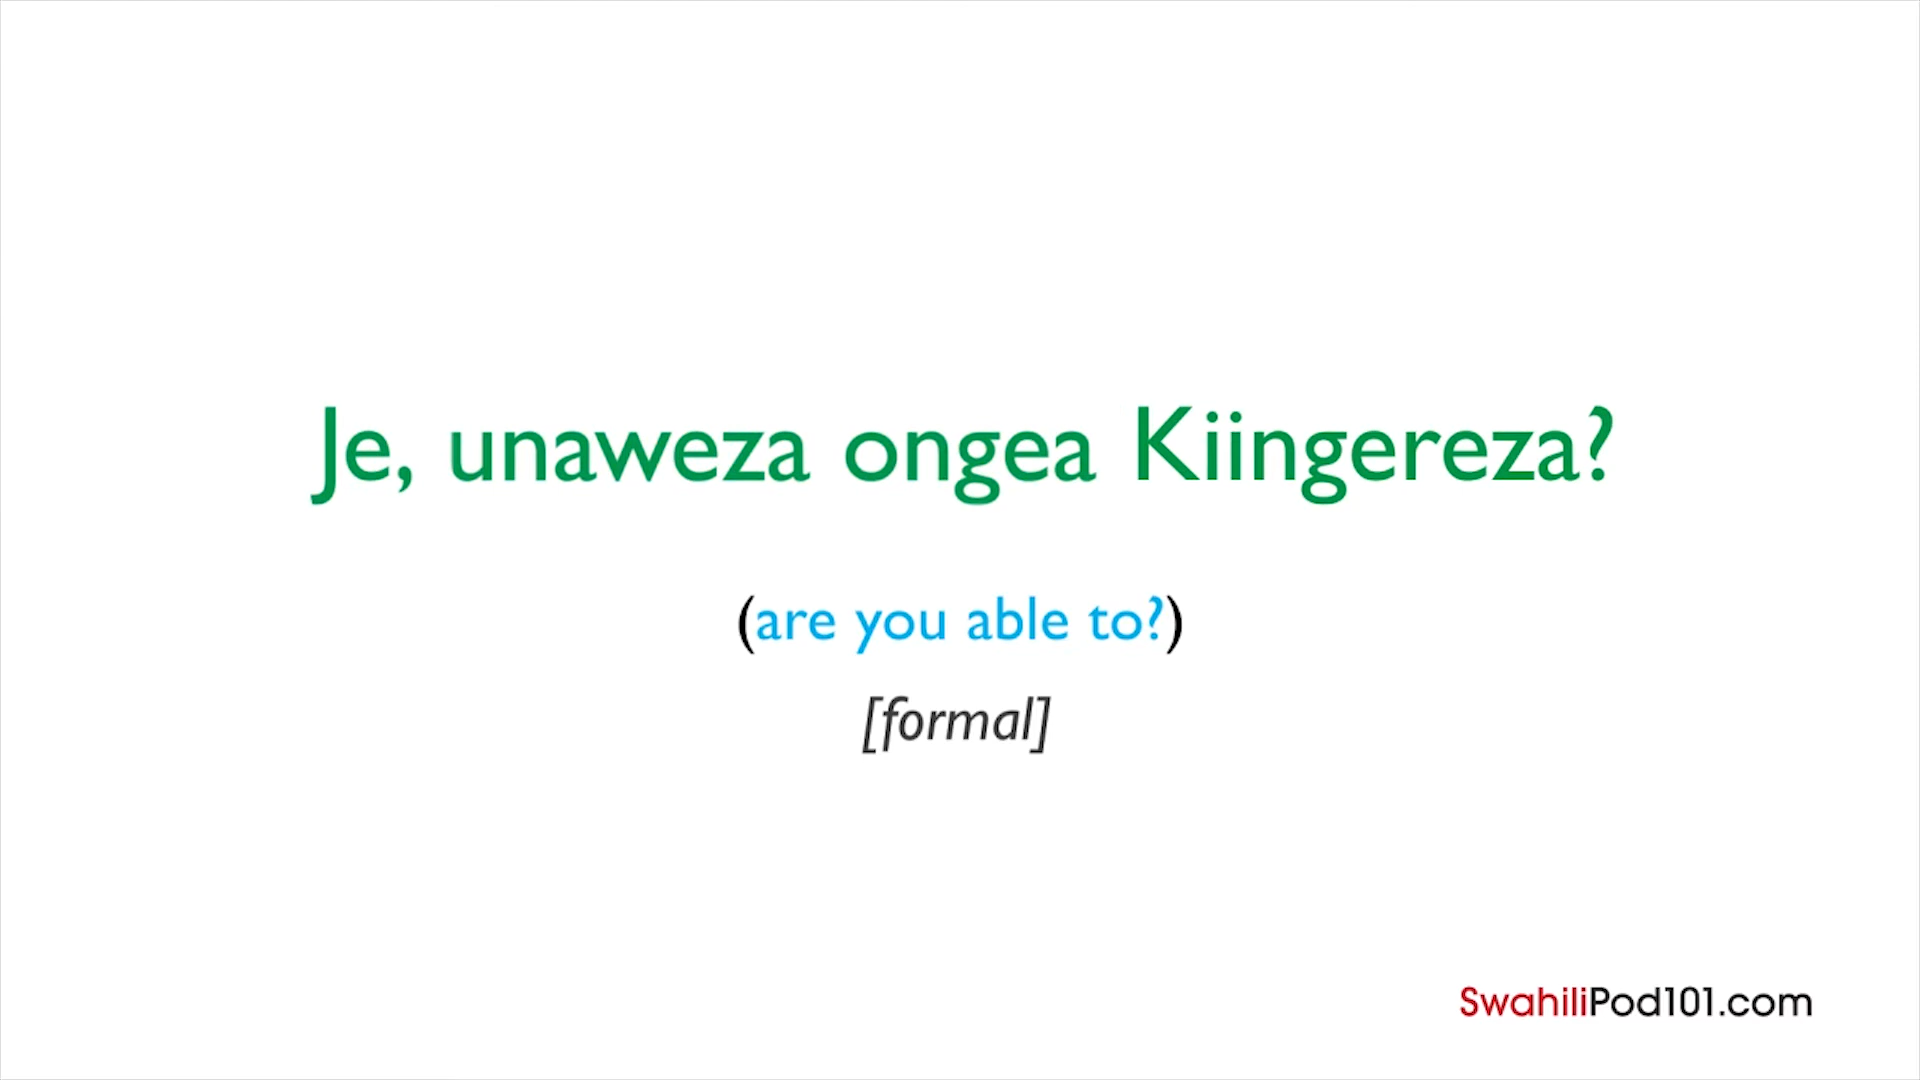 Je, unaweza ongea Kiingereza?
(are you able to?)
[formal]
SwahiliPod101.com